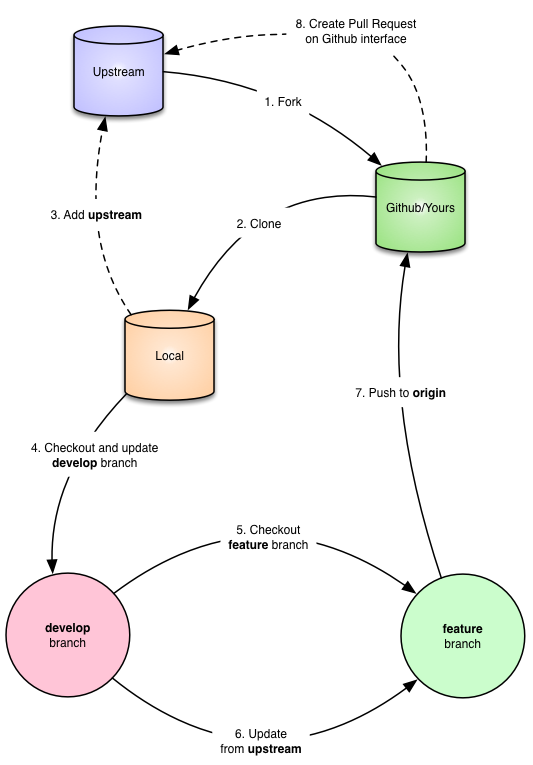 8. Create Pull Request
on Github interface
Upstream
1. Fork
Github/Yours
3. Add upstream
2. Clone
Local
7. Push to origin
4. Checkout and update
develop branch
5. Checkout
feature branch
develop
branch
feature
branch
6. Update
from upstream